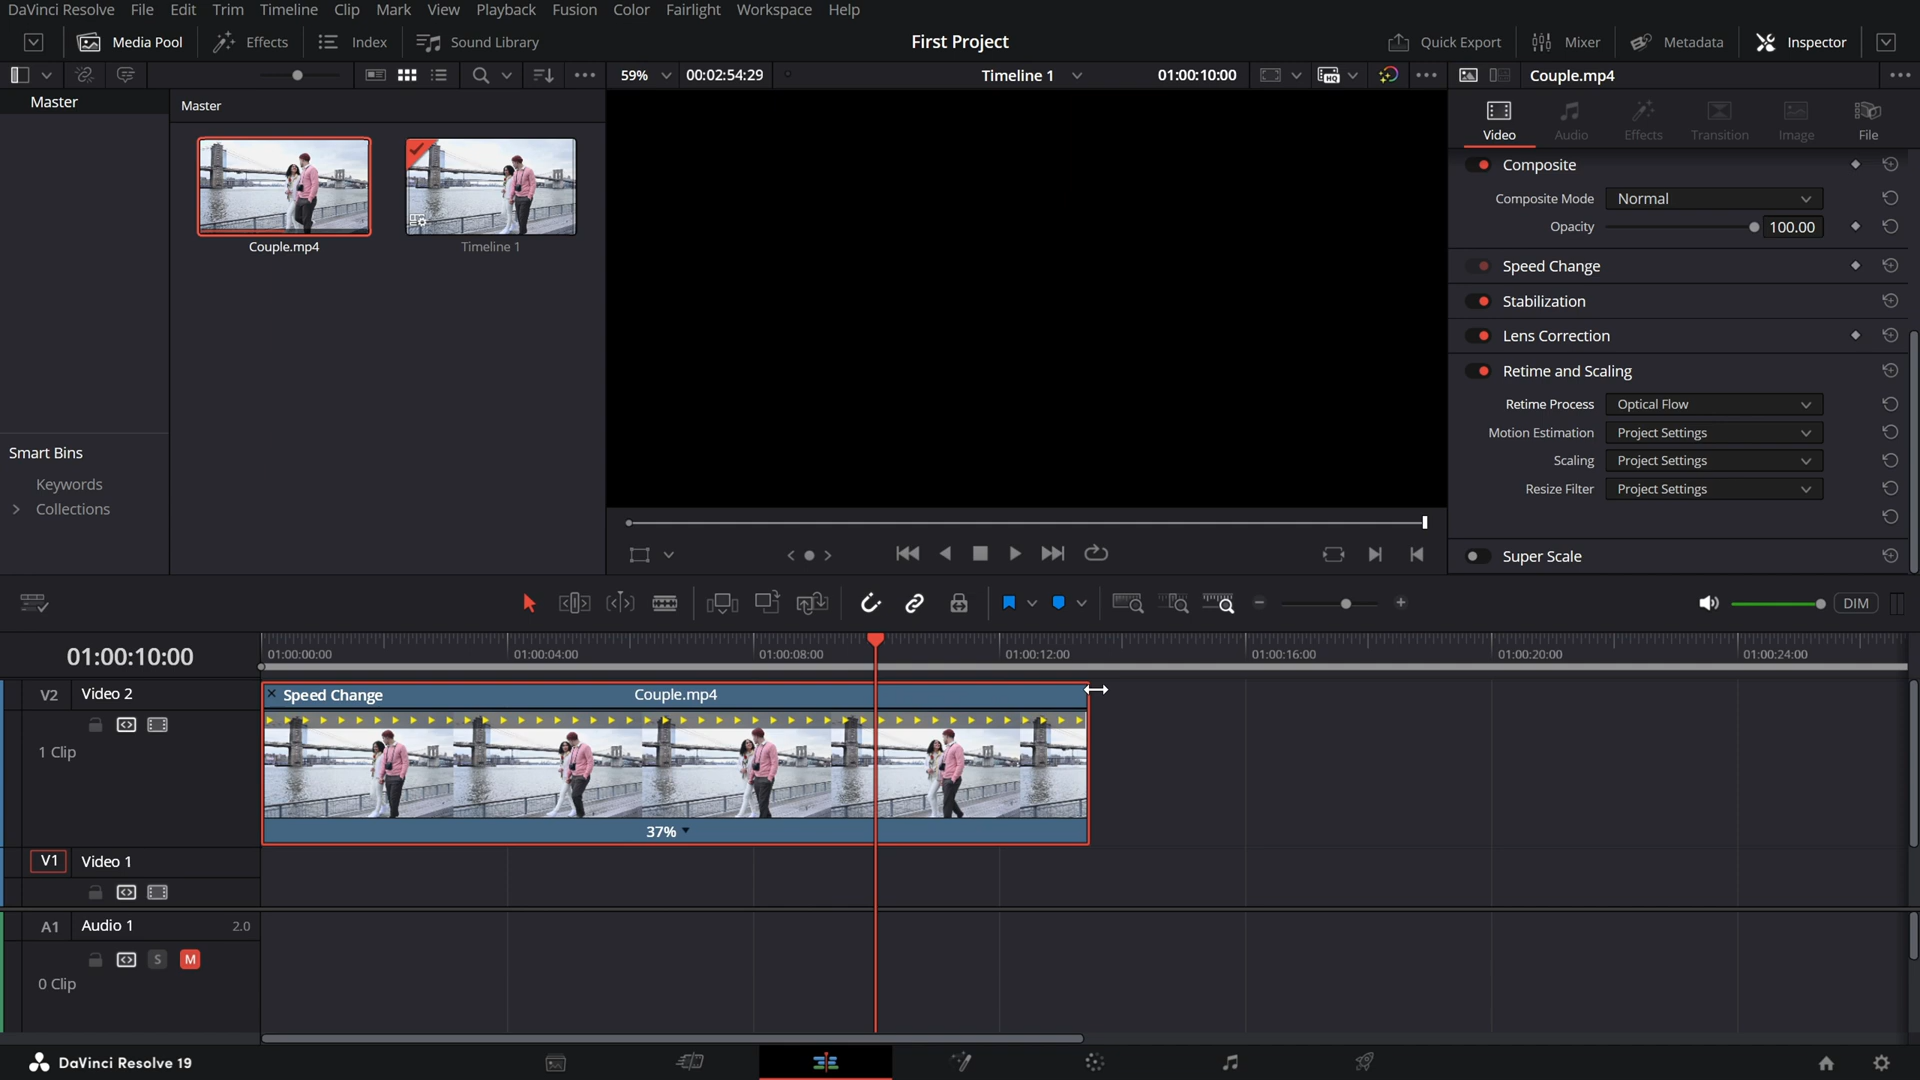 DaVinci Resolve File Edit Trim Timeline Clip Mark View Playback Fusion Color Fairlight Workspace Help
Media Pool Effects Index Sound Library First Project Quick Export Mixer Metadata Inspector
59% 00:02:54:29 Timeline 1 01:00:10:00 Couple.mp4
Master
Master
Couple.mp4
Timeline 1
Smart Bins
Keywords
Collections
Video Audio Effects Transition Image File
Composite
Composite Mode Normal
Opacity 100.00
Speed Change
Stabilization
Lens Correction
Retime and Scaling
Retime Process Optical Flow
Motion Estimation Project Settings
Scaling Project Settings
Resize Filter Project Settings
Super Scale
DIM
01:00:10:00
01:00:00:00 01:00:04:00 01:00:08:00 01:00:12:00 01:00:16:00 01:00:20:00 01:00:24:00
V2 Video 2
1 Clip
Speed Change Couple.mp4
37%
V1 Video 1
A1 Audio 1 2.0
S M
0 Clip
DaVinci Resolve 19